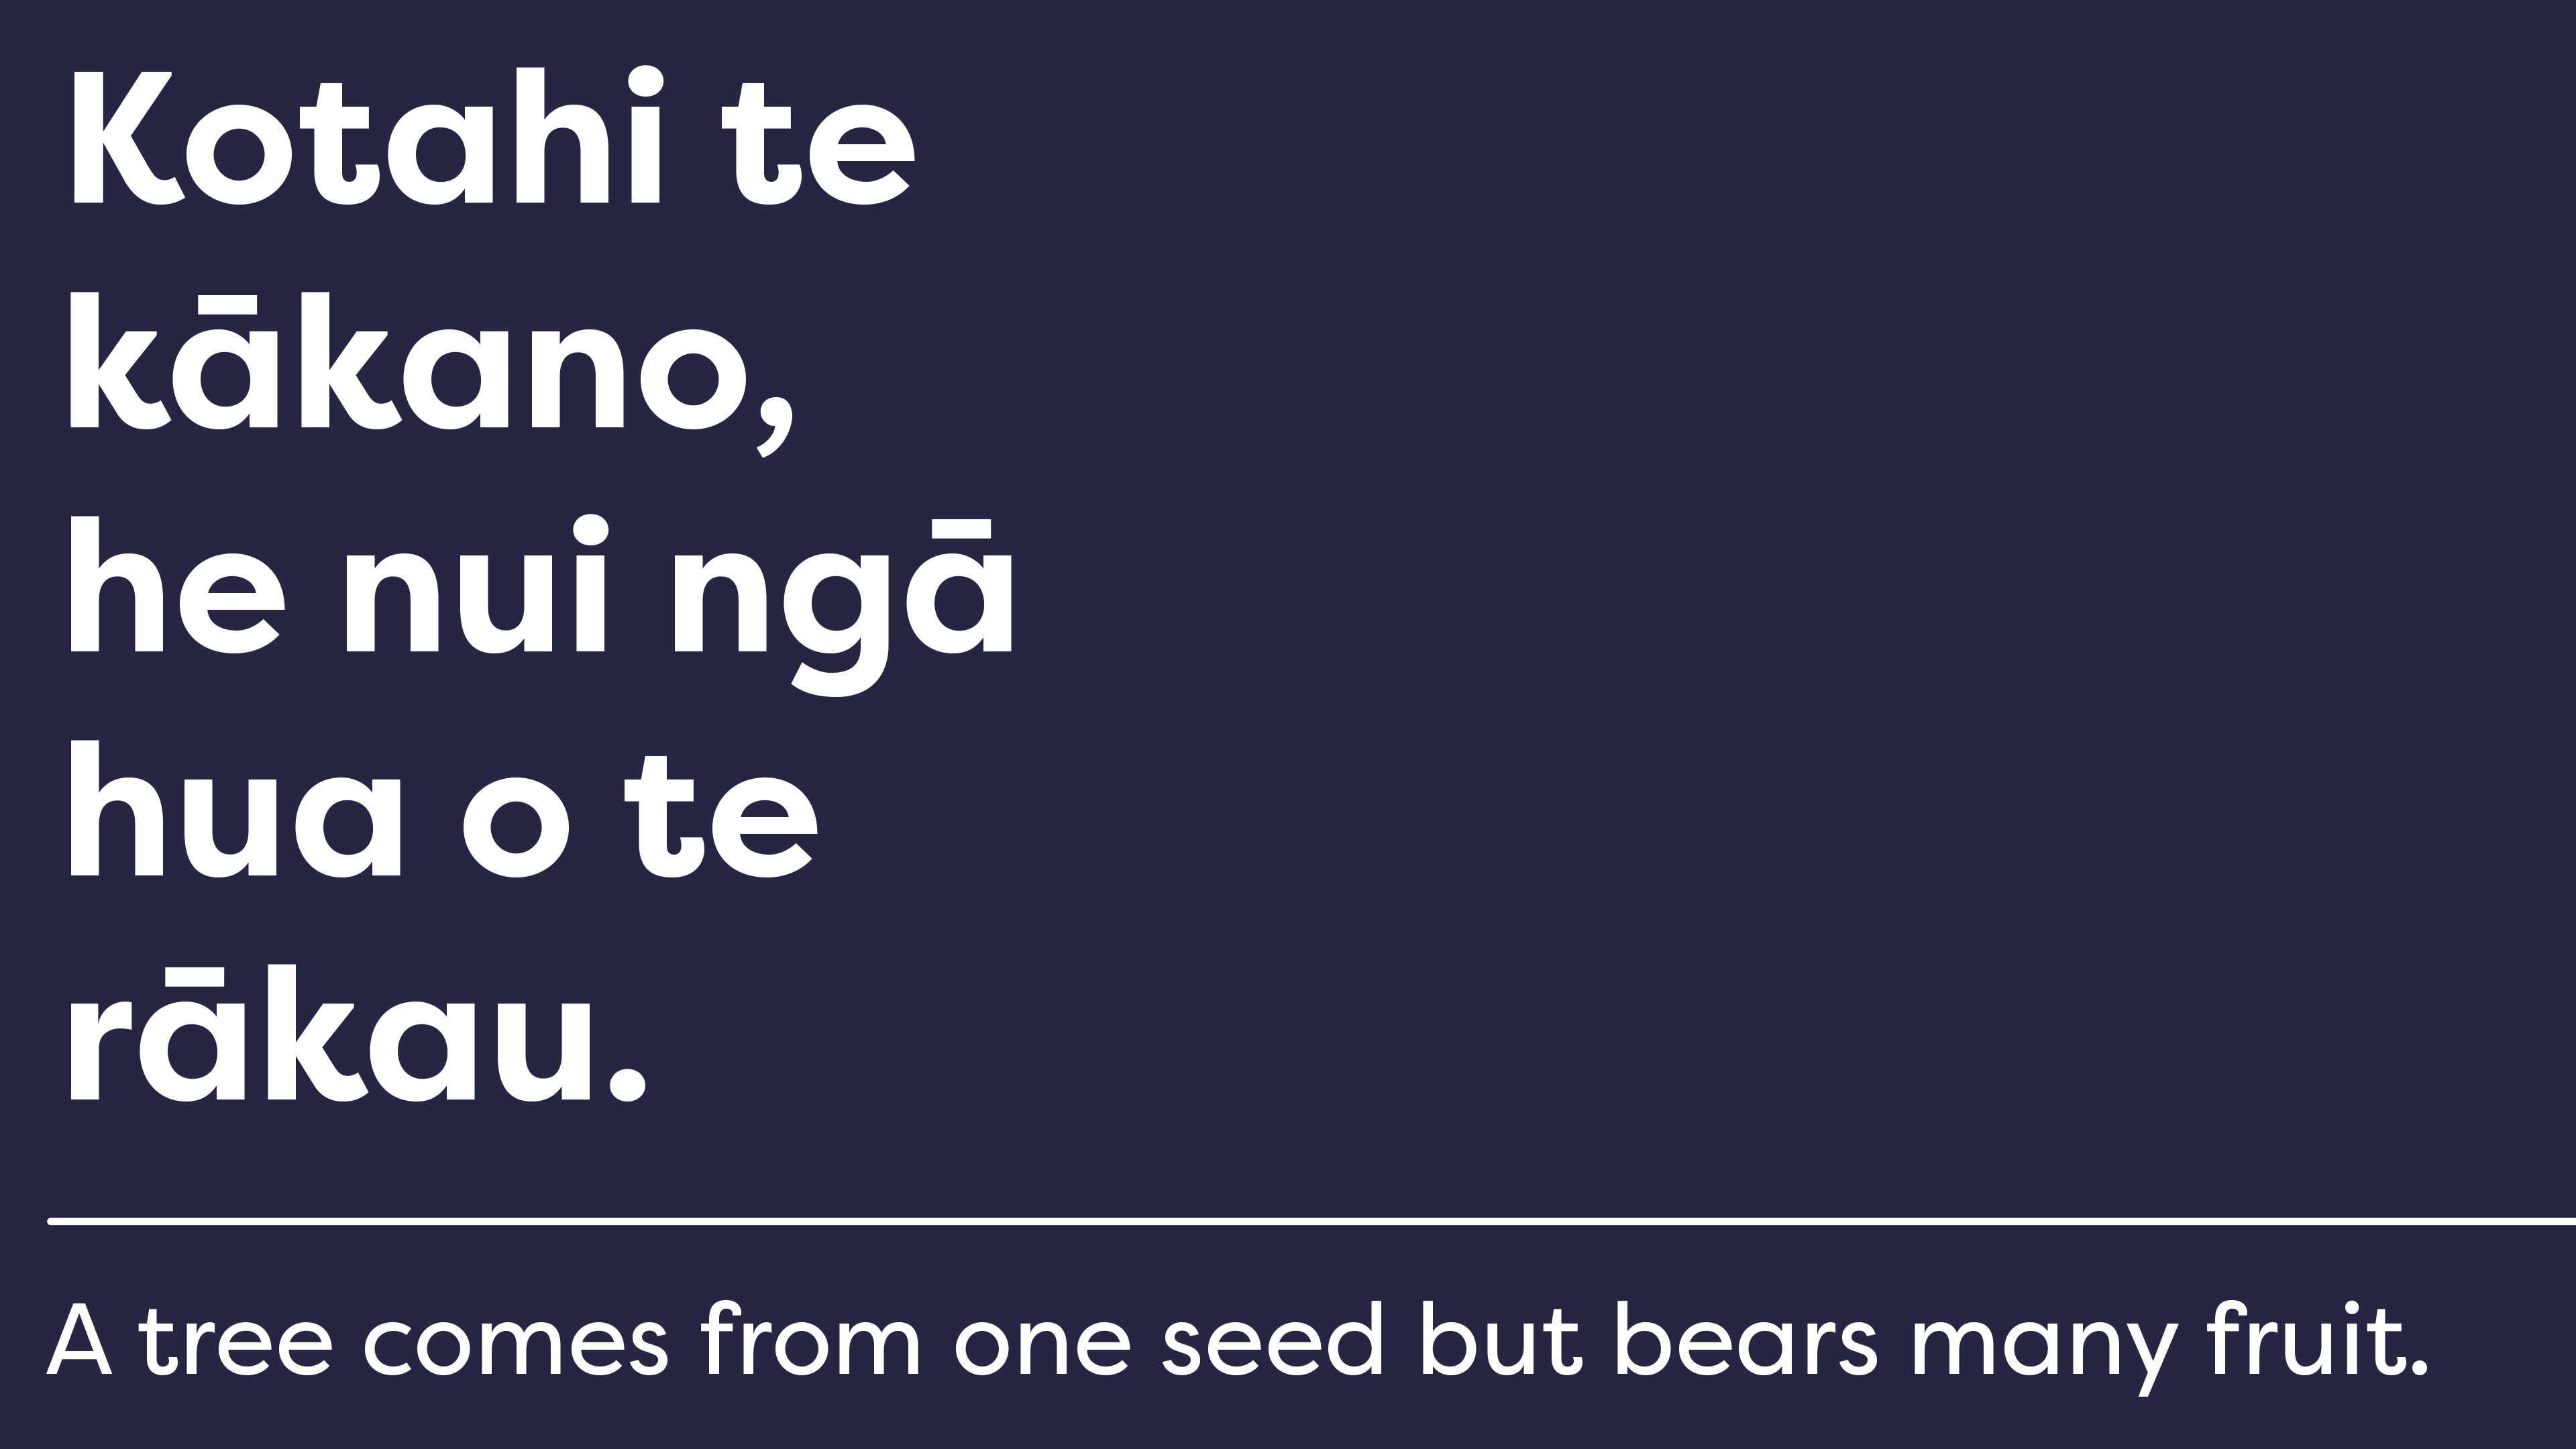 Kotahi te
kākano,
he nui ngā
hua o te
rākau.
A tree comes from one seed but bears many fruit.